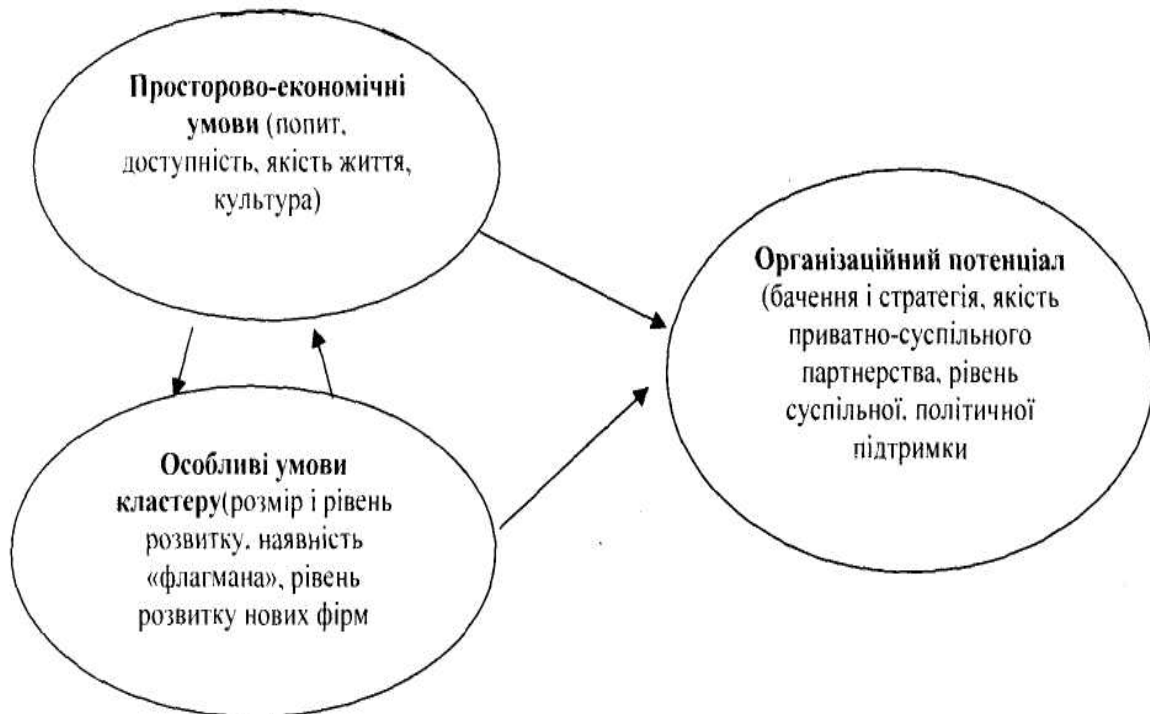 Просторово-економічні
умови (попит,
доступність, якість життя,
культура)
Організаційний потенціал
(бачення і стратегія, якість
приватно-суспільного
партнерства, рівень
суспільної, політичної
підтримки
Особливі умови
кластеру(розмір і рівень
розвитку, наявність
«флагмана», рівень
розвитку нових фірм